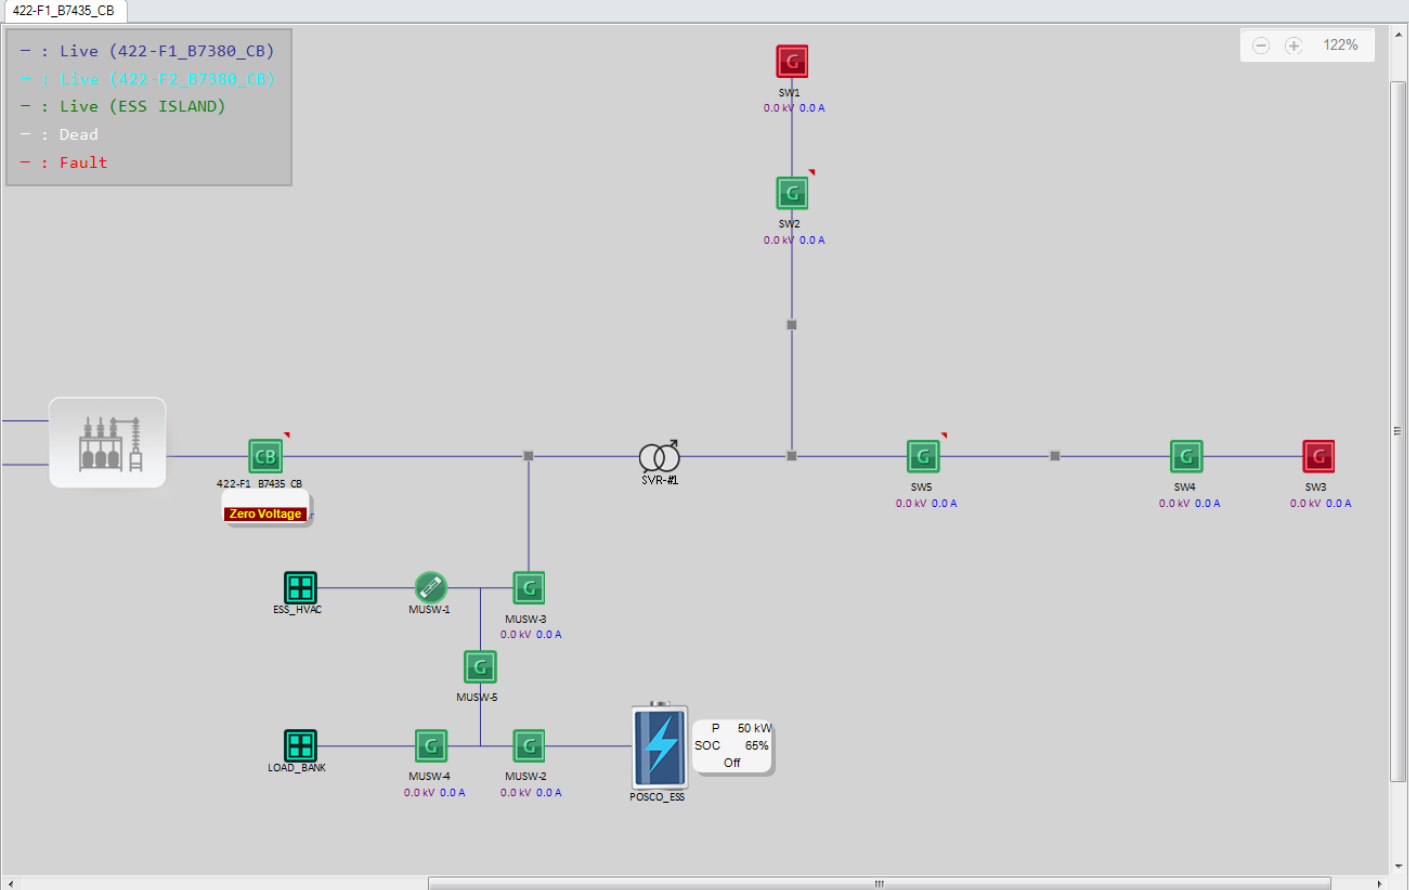 422-F1_B7435_CB
— : Live (422-F1_B7380_CB)
— : Live (422-F2_B7380_CB)
— : Live (ESS ISLAND)
— : Dead
— : Fault
122%
G
SW1
0.0 kV 0.0 A
G
SW2
0.0 kV 0.0 A
CB
422-F1_B7435_CB
Zero Voltage
SVR-#1
G
SW5
0.0 kV 0.0 A
G
SW4
0.0 kV 0.0 A
G
SW3
0.0 kV 0.0 A
ESS_HVAC
MUSW-1
G
MUSW-3
0.0 kV 0.0 A
G
MUSW-5
LOAD_BANK
G
MUSW-4
0.0 kV 0.0 A
G
MUSW-2
0.0 kV 0.0 A
POSCO_ESS
P 50 kW
SOC 65%
Off